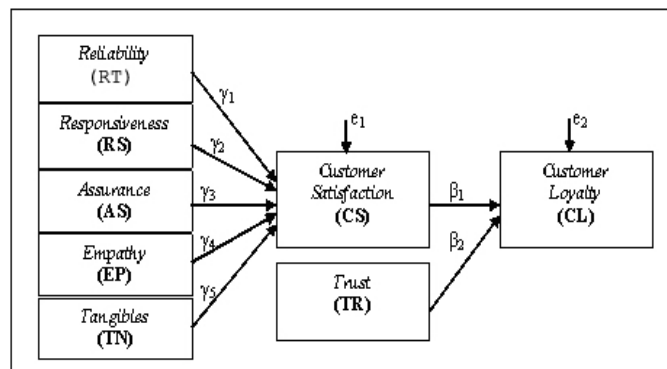 Reliability
(RT)
γ1
Responsiveness
(RS)
γ2
e1
e2
Assurance
(AS)
γ3
Customer
Satisfaction
(CS)
β1
Customer
Loyalty
(CL)
Empathy
(EP)
γ4
β2
Tangibles
(TN)
γ5
Trust
(TR)